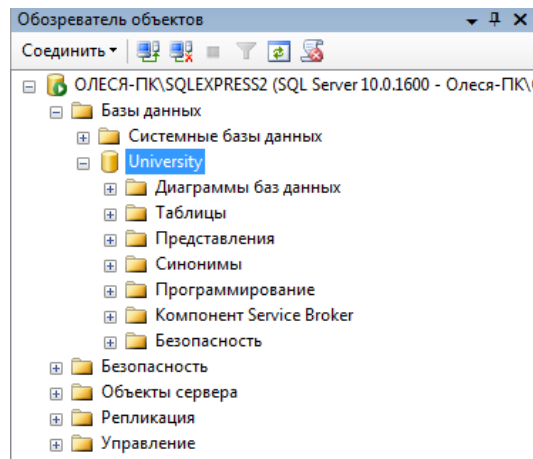 Обозреватель объектов
Соединить
ОЛЕСЯ-ПК\SQLEXPRESS2 (SQL Server 10.0.1600 - Олеся-ПК\
Базы данных
Системные базы данных
University
Диаграммы баз данных
Таблицы
Представления
Синонимы
Программирование
Компонент Service Broker
Безопасность
Безопасность
Объекты сервера
Репликация
Управление